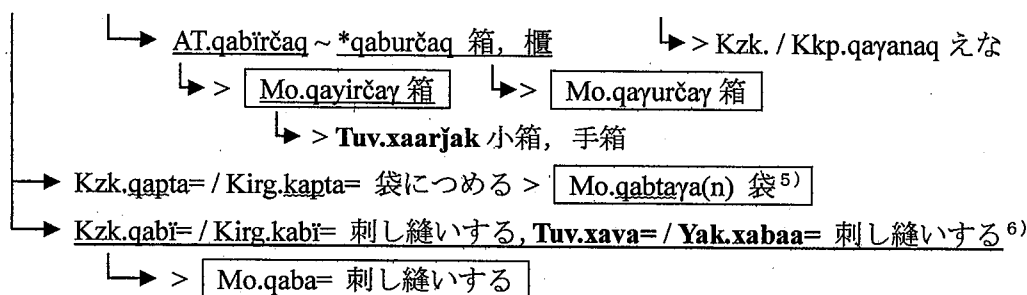 AT.qabïrčaq ~ *qaburčaq 箱，櫃 > Kzk. / Kkp.qaγanaq えな
> Mo.qayirčaγ 箱 > Mo.qaγurčaγ 箱
> Tuv.xaarǰak 小箱，手箱
Kzk.qapta= / Kirg.kapta= 袋につめる > Mo.qabtaγa(n) 袋⁵⁾
Kzk.qabï= / Kirg.kabï= 刺し縫いする, Tuv.xava= / Yak.xabaa= 刺し縫いする⁶⁾
> Mo.qaba= 刺し縫いする